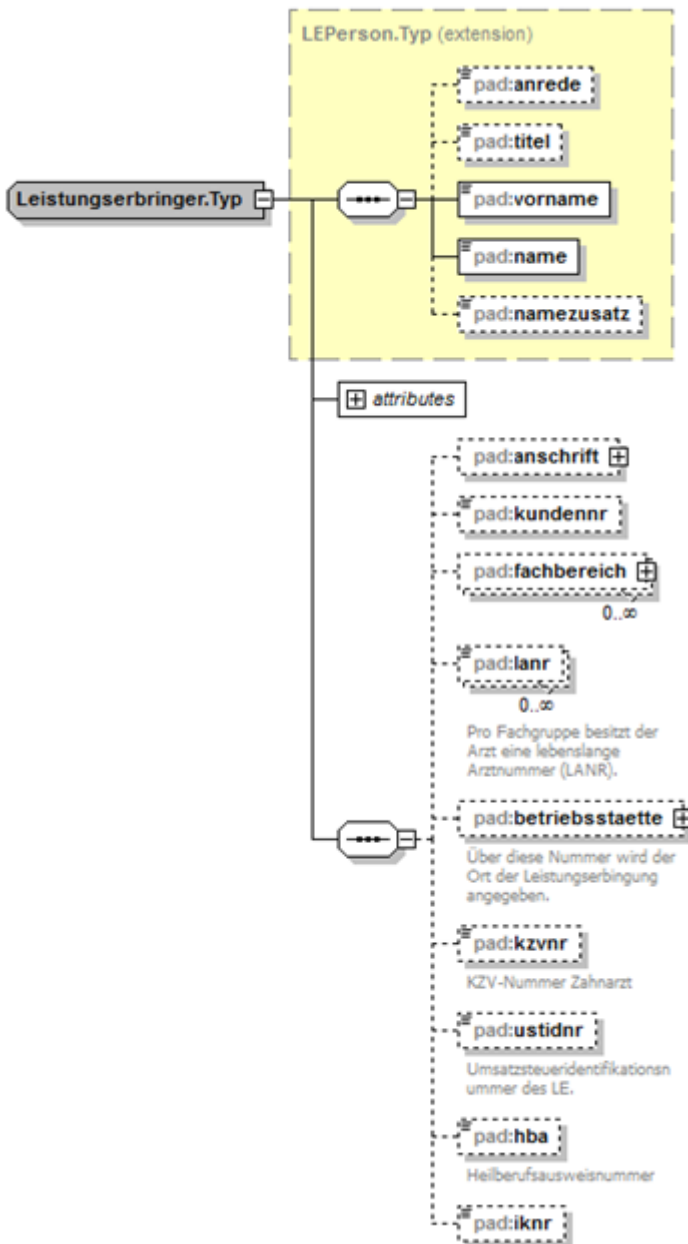 LEPerson.Typ (extension)
pad:anrede
pad:titel
Leistungserbringer.Typ
pad:vorname
pad:name
pad:namezusatz
attributes
pad:anschrift
pad:kundennr
pad:fachbereich
0..∞
pad:lanr
0..∞
Pro Fachgruppe besitzt der
Arzt eine lebenslange
Arztnummer (LANR).
pad:betriebsstaette
Über diese Nummer wird der
Ort der Leistungserbingung
angegeben.
pad:kzvnr
KZV-Nummer Zahnarzt
pad:ustidnr
Umsatzsteueridentifikationsn
ummer des LE.
pad:hba
Heilberufsausweisnummer
pad:iknr